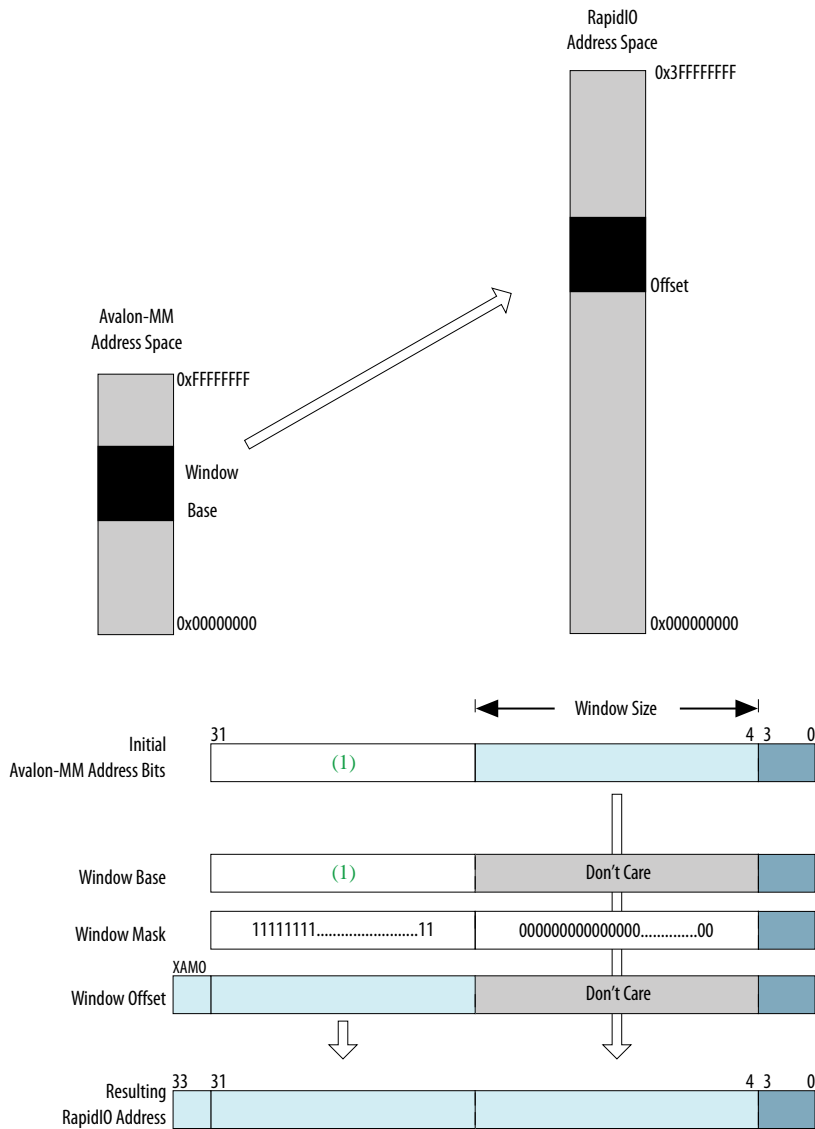 RapidIO
Address Space
0x3FFFFFFFF
Offset
Avalon-MM
Address Space
0xFFFFFFFF
Window
Base
0x00000000
0x000000000
Window Size
31 4 3 0
Initial
Avalon-MM Address Bits
(1)
Window Base
(1) Don't Care
Window Mask
11111111........................11 000000000000000..............00
XAMO
Window Offset
Don't Care
33 31 4 3 0
Resulting
RapidIO Address